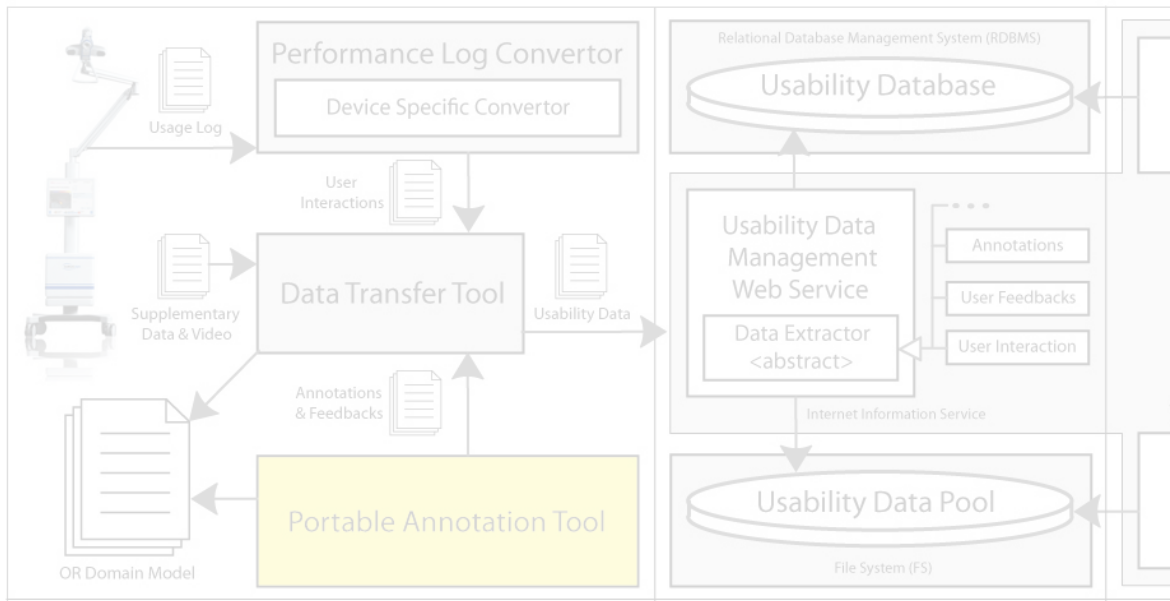 Performance Log Convertor
Device Specific Convertor
Usage Log
User
Interactions
Data Transfer Tool
Supplementary
Data & Video
Usability Data
Annotations
& Feedbacks
Portable Annotation Tool
OR Domain Model
Relational Database Management System (RDBMS)
Usability Database
Usability Data
Management
Web Service
Data Extractor
<abstract>
Annotations
User Feedbacks
User Interaction
Internet Information Service
Usability Data Pool
File System (FS)